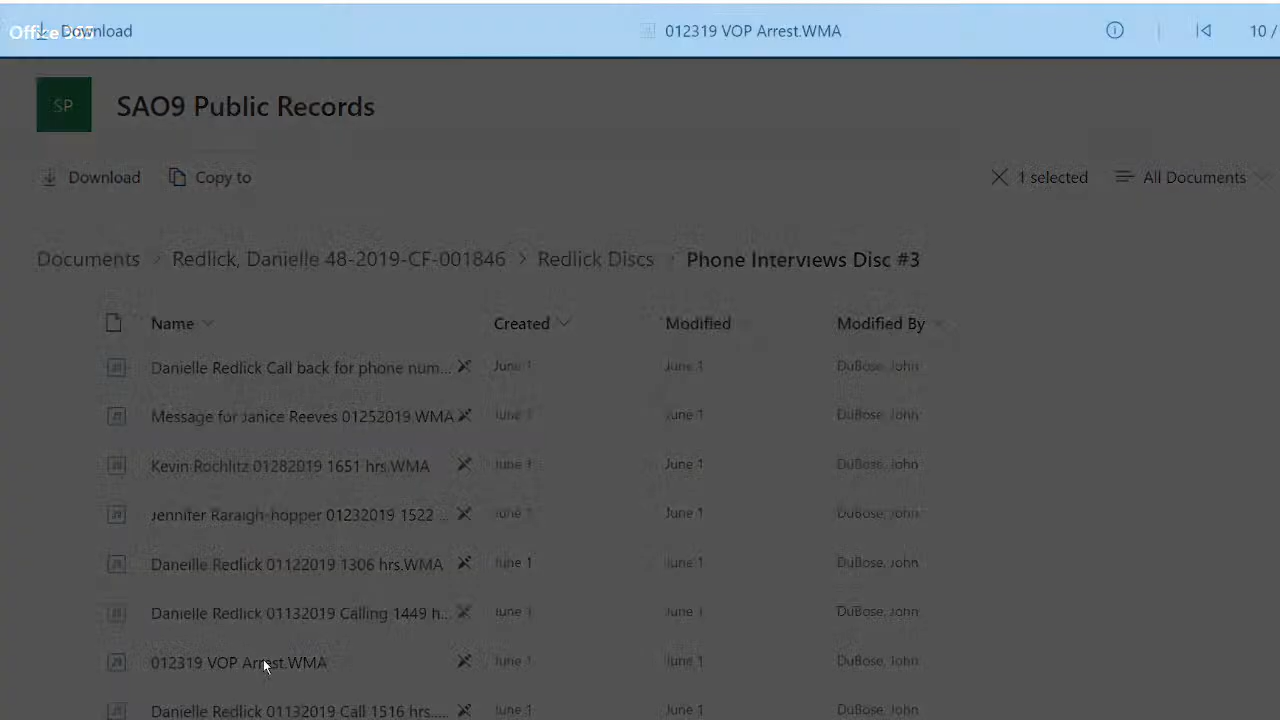 Office 365
Download
012319 VOP Arrest.WMA
10 /
SP
SAO9 Public Records
Download
Copy to
1 selected
All Documents
Documents > Redlick, Danielle 48-2019-CF-001846 > Redlick Discs > Phone Interviews Disc #3
Name Created Modified Modified By
Danielle Redlick Call back for phone num... June 1 June 1 DuBose, John
Message for Janice Reeves 01252019.WMA June 1 June 1 DuBose, John
Kevin Rochlitz 01282019 1651 hrs.WMA June 1 June 1 DuBose, John
Jennifer Raraigh-hopper 01232019 1522 ... June 1 June 1 DuBose, John
Daneille Redlick 01122019 1306 hrs.WMA June 1 June 1 DuBose, John
Danielle Redlick 01132019 Calling 1449 h... June 1 June 1 DuBose, John
012319 VOP Arrest.WMA June 1 June 1 DuBose, John
Danielle Redlick 01132019 Call 1516 hrs.... June 1 June 1 DuBose, John